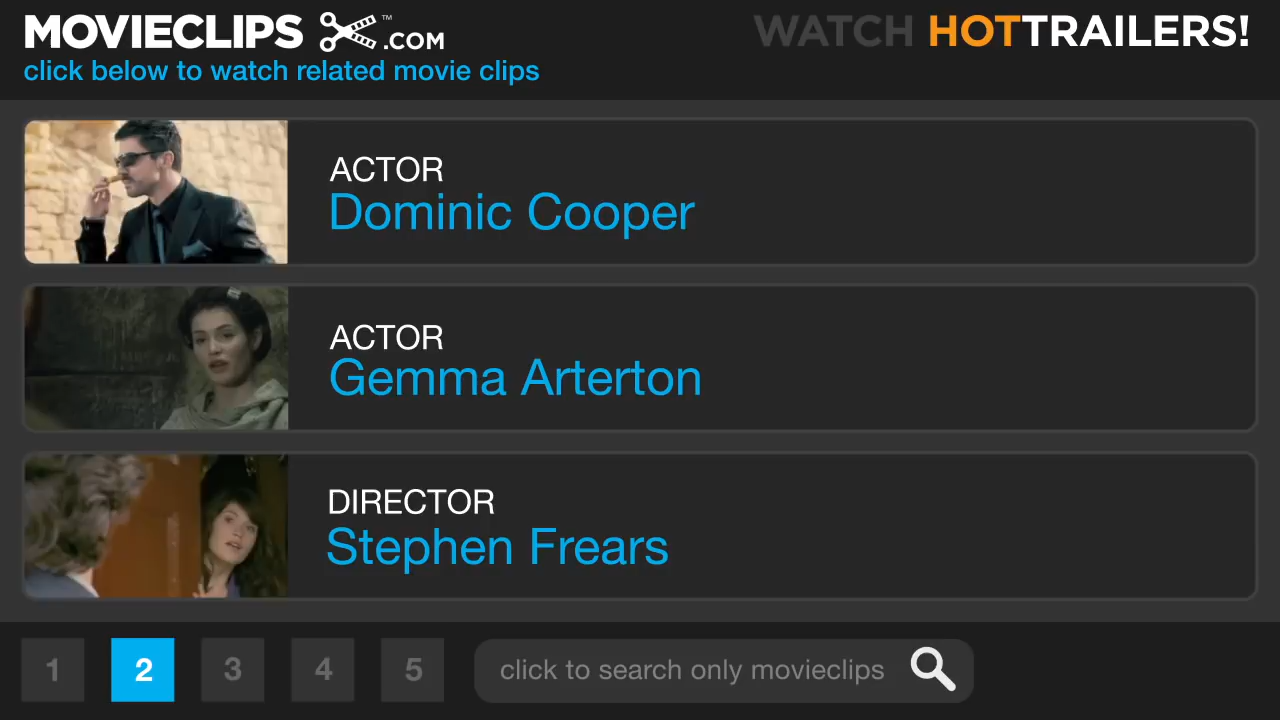 MOVIECLIPS ™ .COM
WATCH HOTTRAILERS!
click below to watch related movie clips
ACTOR
Dominic Cooper
ACTOR
Gemma Arterton
DIRECTOR
Stephen Frears
1 2 3 4 5 click to search only movieclips